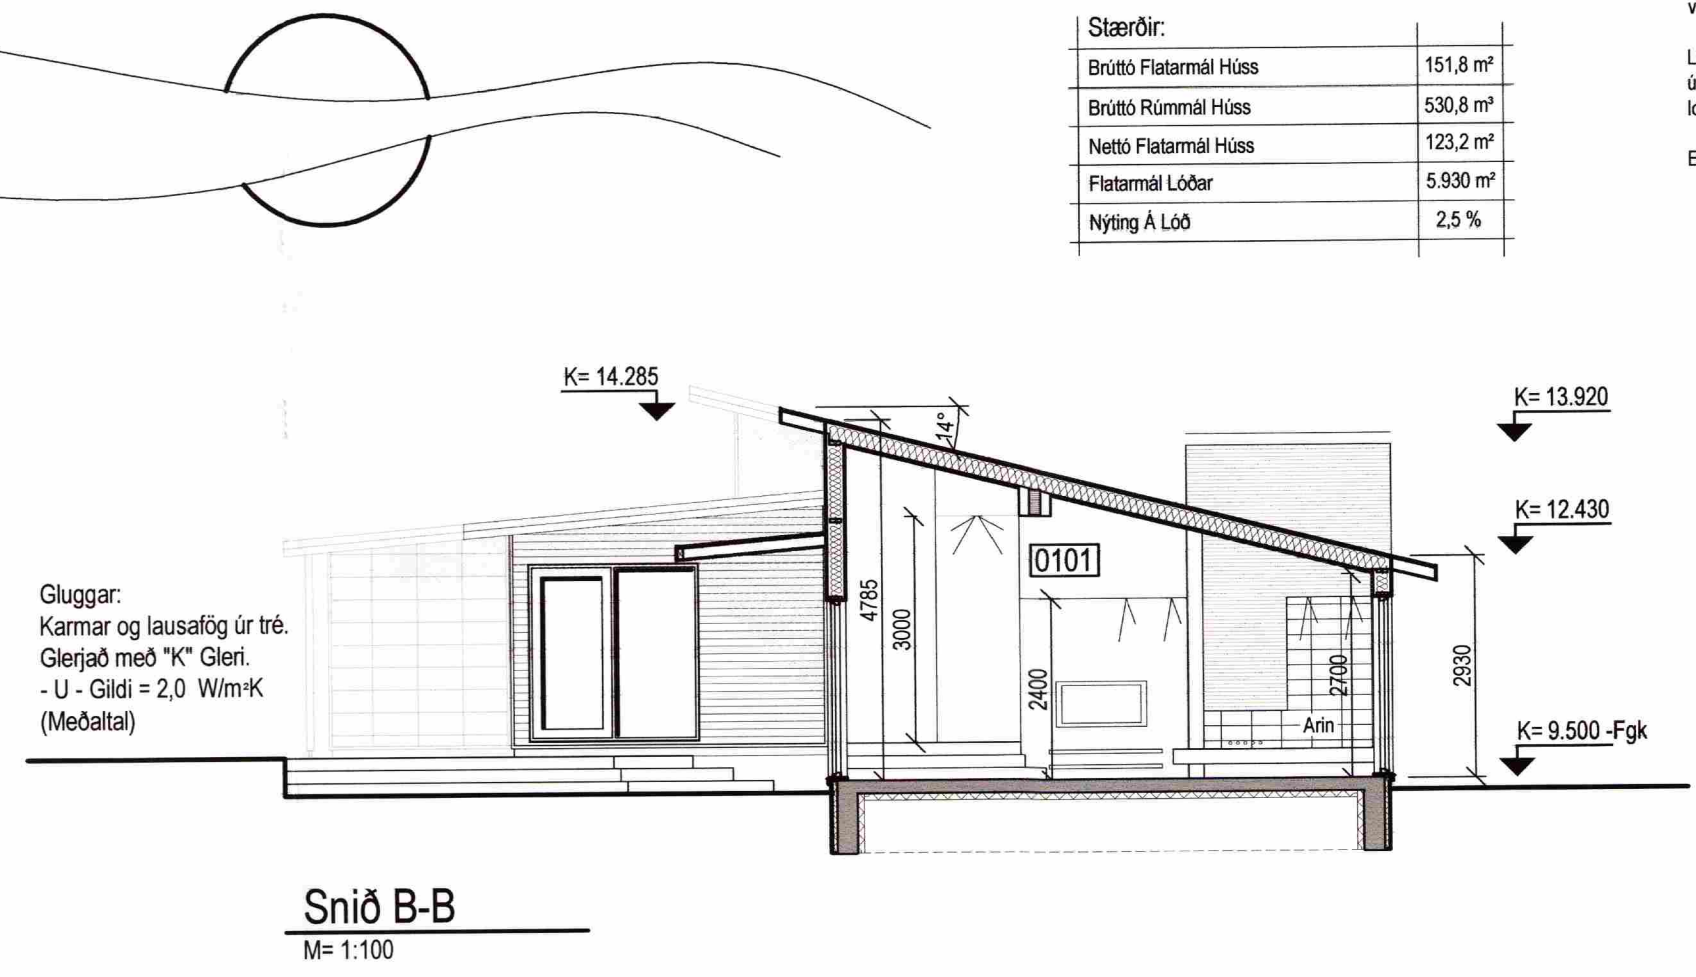 Stærðir:
Brúttó Flatarmál Húss 151,8 m²
Brúttó Rúmmál Húss 530,8 m³
Nettó Flatarmál Húss 123,2 m²
Flatarmál Lóðar 5.930 m²
Nýting Á Lóð 2,5 %
K= 14.285
K= 13.920
14°
K= 12.430
0101
Gluggar:
Karmar og lausafög úr tré.
Glerjað með "K" Gleri.
- U - Gildi = 2,0 W/m²K
(Meðaltal)
4785
3000
2400
2700
2930
Arin
K= 9.500 -Fgk
Snið B-B
M= 1:100